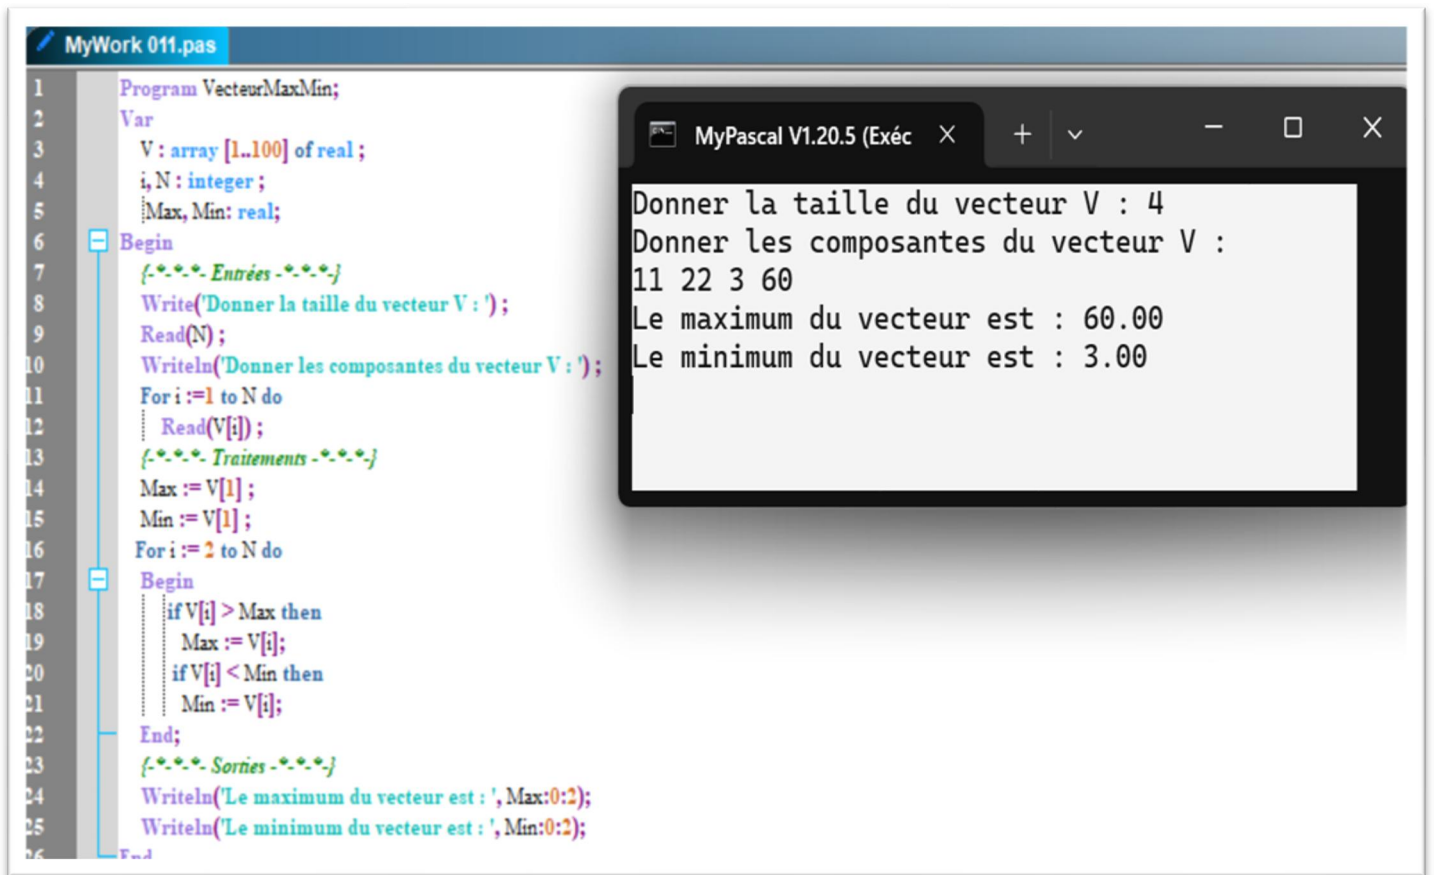 MyWork 011.pas
1 Program VecteurMaxMin;
2 Var
3 V : array [1..100] of real ;
4 i, N : integer ;
5 Max, Min: real;
6 Begin
7 {-*-*-*- Entrées -*-*-*-}
8 Write('Donner la taille du vecteur V : ') ;
9 Read(N) ;
10 Writeln('Donner les composantes du vecteur V : ') ;
11 For i :=1 to N do
12 Read(V[i]) ;
13 {-*-*-*- Traitements -*-*-*-}
14 Max := V[1] ;
15 Min := V[1] ;
16 For i := 2 to N do
17 Begin
18 if V[i] > Max then
19 Max := V[i];
20 if V[i] < Min then
21 Min := V[i];
22 End;
23 {-*-*-*- Sorties -*-*-*-}
24 Writeln('Le maximum du vecteur est : ', Max:0:2);
25 Writeln('Le minimum du vecteur est : ', Min:0:2);
26 End
MyPascal V1.20.5 (Exéc
Donner la taille du vecteur V : 4
Donner les composantes du vecteur V :
11 22 3 60
Le maximum du vecteur est : 60.00
Le minimum du vecteur est : 3.00